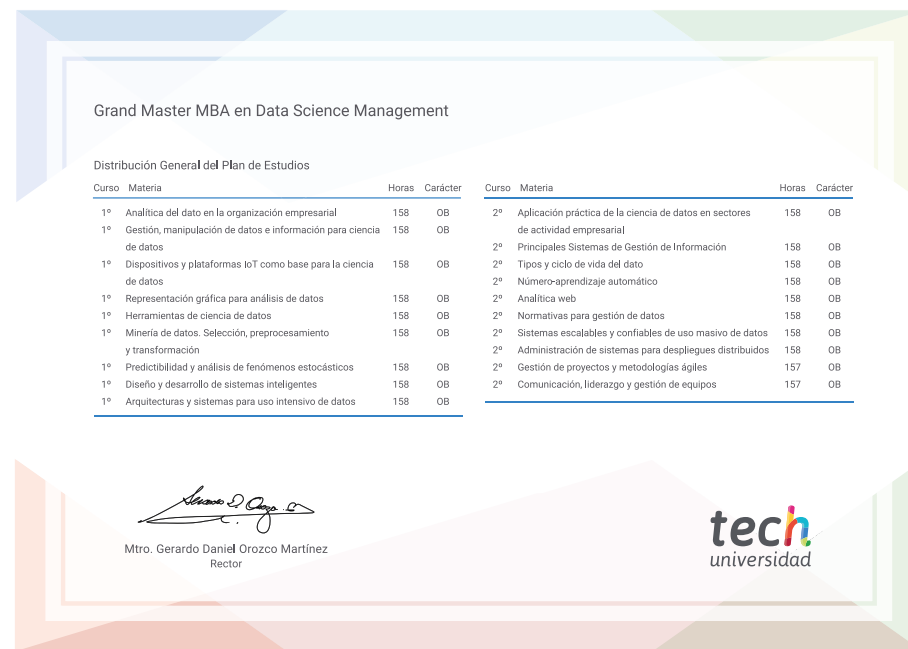 Grand Master MBA en Data Science Management
Distribución General del Plan de Estudios
Curso Materia Horas Carácter
1º Analítica del dato en la organización empresarial 158 OB
1º Gestión, manipulación de datos e información para ciencia 158 OB
de datos
1º Dispositivos y plataformas IoT como base para la ciencia 158 OB
de datos
1º Representación gráfica para análisis de datos 158 OB
1º Herramientas de ciencia de datos 158 OB
1º Minería de datos. Selección, preprocesamiento 158 OB
y transformación
1º Predictibilidad y análisis de fenómenos estocásticos 158 OB
1º Diseño y desarrollo de sistemas inteligentes 158 OB
1º Arquitecturas y sistemas para uso intensivo de datos 158 OB
Curso Materia Horas Carácter
2º Aplicación práctica de la ciencia de datos en sectores 158 OB
de actividad empresarial
2º Principales Sistemas de Gestión de Información 158 OB
2º Tipos y ciclo de vida del dato 158 OB
2º Número-aprendizaje automático 158 OB
2º Analítica web 158 OB
2º Normativas para gestión de datos 158 OB
2º Sistemas escalables y confiables de uso masivo de datos 158 OB
2º Administración de sistemas para despliegues distribuidos 158 OB
2º Gestión de proyectos y metodologías ágiles 157 OB
2º Comunicación, liderazgo y gestión de equipos 157 OB
Mtro. Gerardo Daniel Orozco Martínez
Rector
tech
universidad